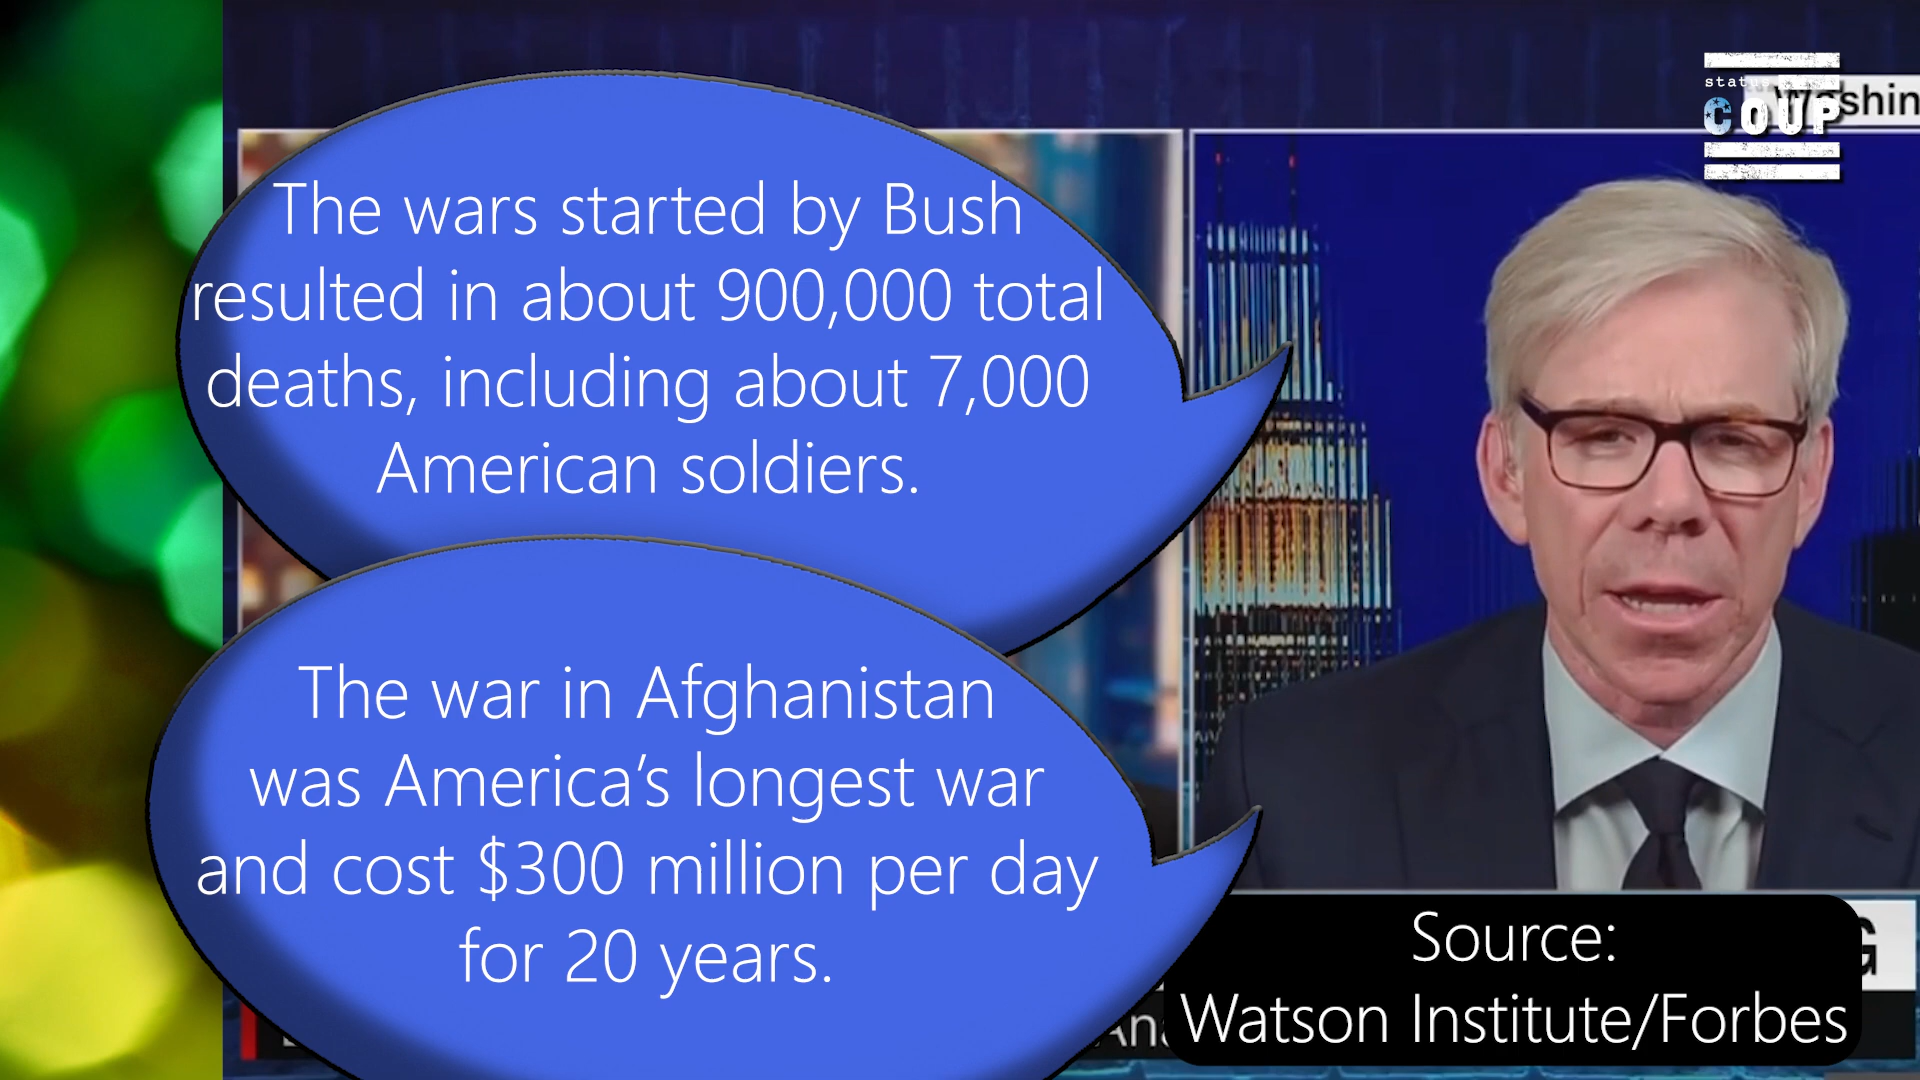 status
COUP
The wars started by Bush
resulted in about 900,000 total
deaths, including about 7,000
American soldiers.
The war in Afghanistan
was America’s longest war
and cost $300 million per day
for 20 years.
Source:
Watson Institute/Forbes